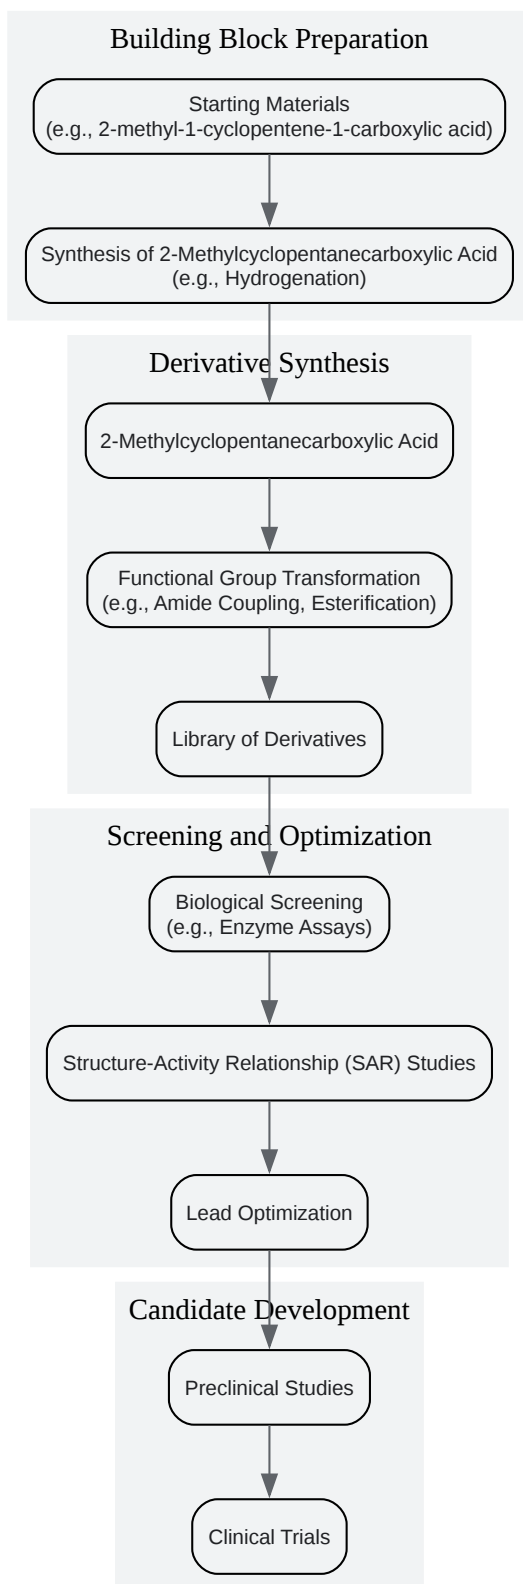 Building Block Preparation
Starting Materials
(e.g., 2-methyl-1-cyclopentene-1-carboxylic acid)
Synthesis of 2-Methylcyclopentanecarboxylic Acid
(e.g., Hydrogenation)
Derivative Synthesis
2-Methylcyclopentanecarboxylic Acid
Functional Group Transformation
(e.g., Amide Coupling, Esterification)
Library of Derivatives
Screening and Optimization
Biological Screening
(e.g., Enzyme Assays)
Structure-Activity Relationship (SAR) Studies
Lead Optimization
Candidate Development
Preclinical Studies
Clinical Trials